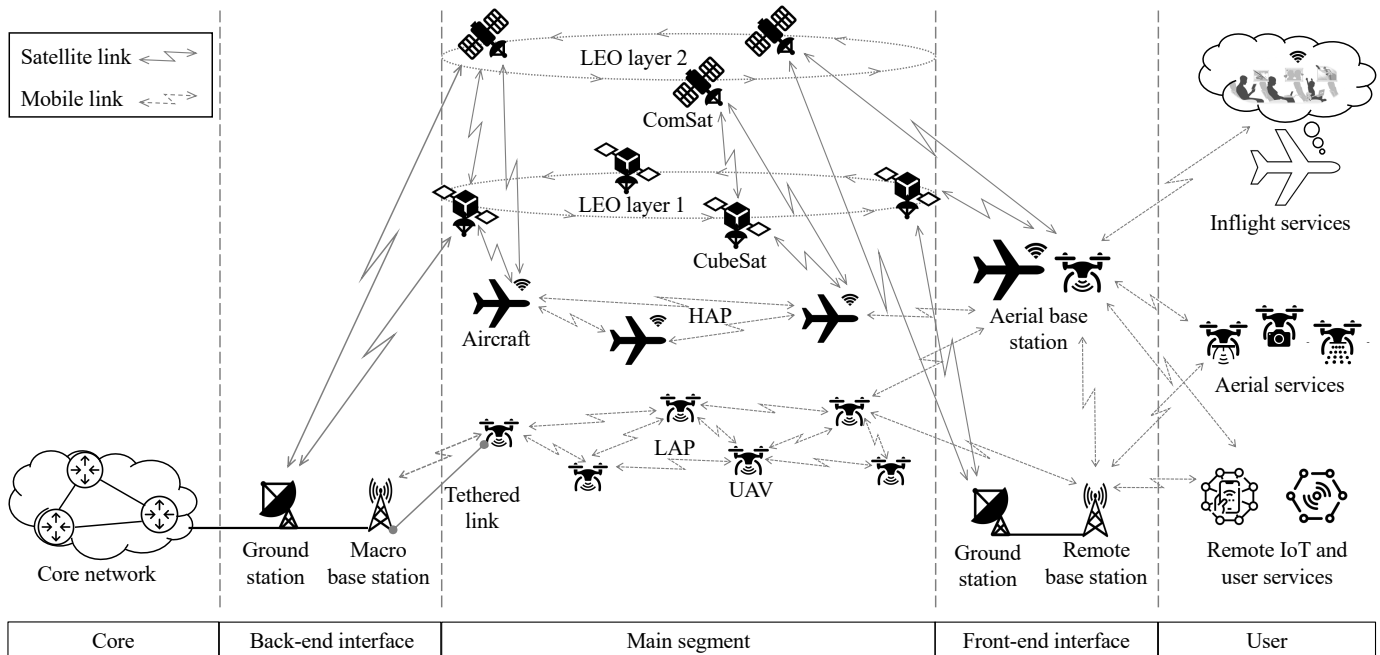 Satellite link
Mobile link
LEO layer 2
ComSat
LEO layer 1
CubeSat
Inflight services
Aircraft
HAP
Aerial base
station
Aerial services
LAP
UAV
Tethered
link
Core network
Ground
station
Macro
base station
Ground
station
Remote
base station
Remote IoT and
user services
Core
Back-end interface
Main segment
Front-end interface
User